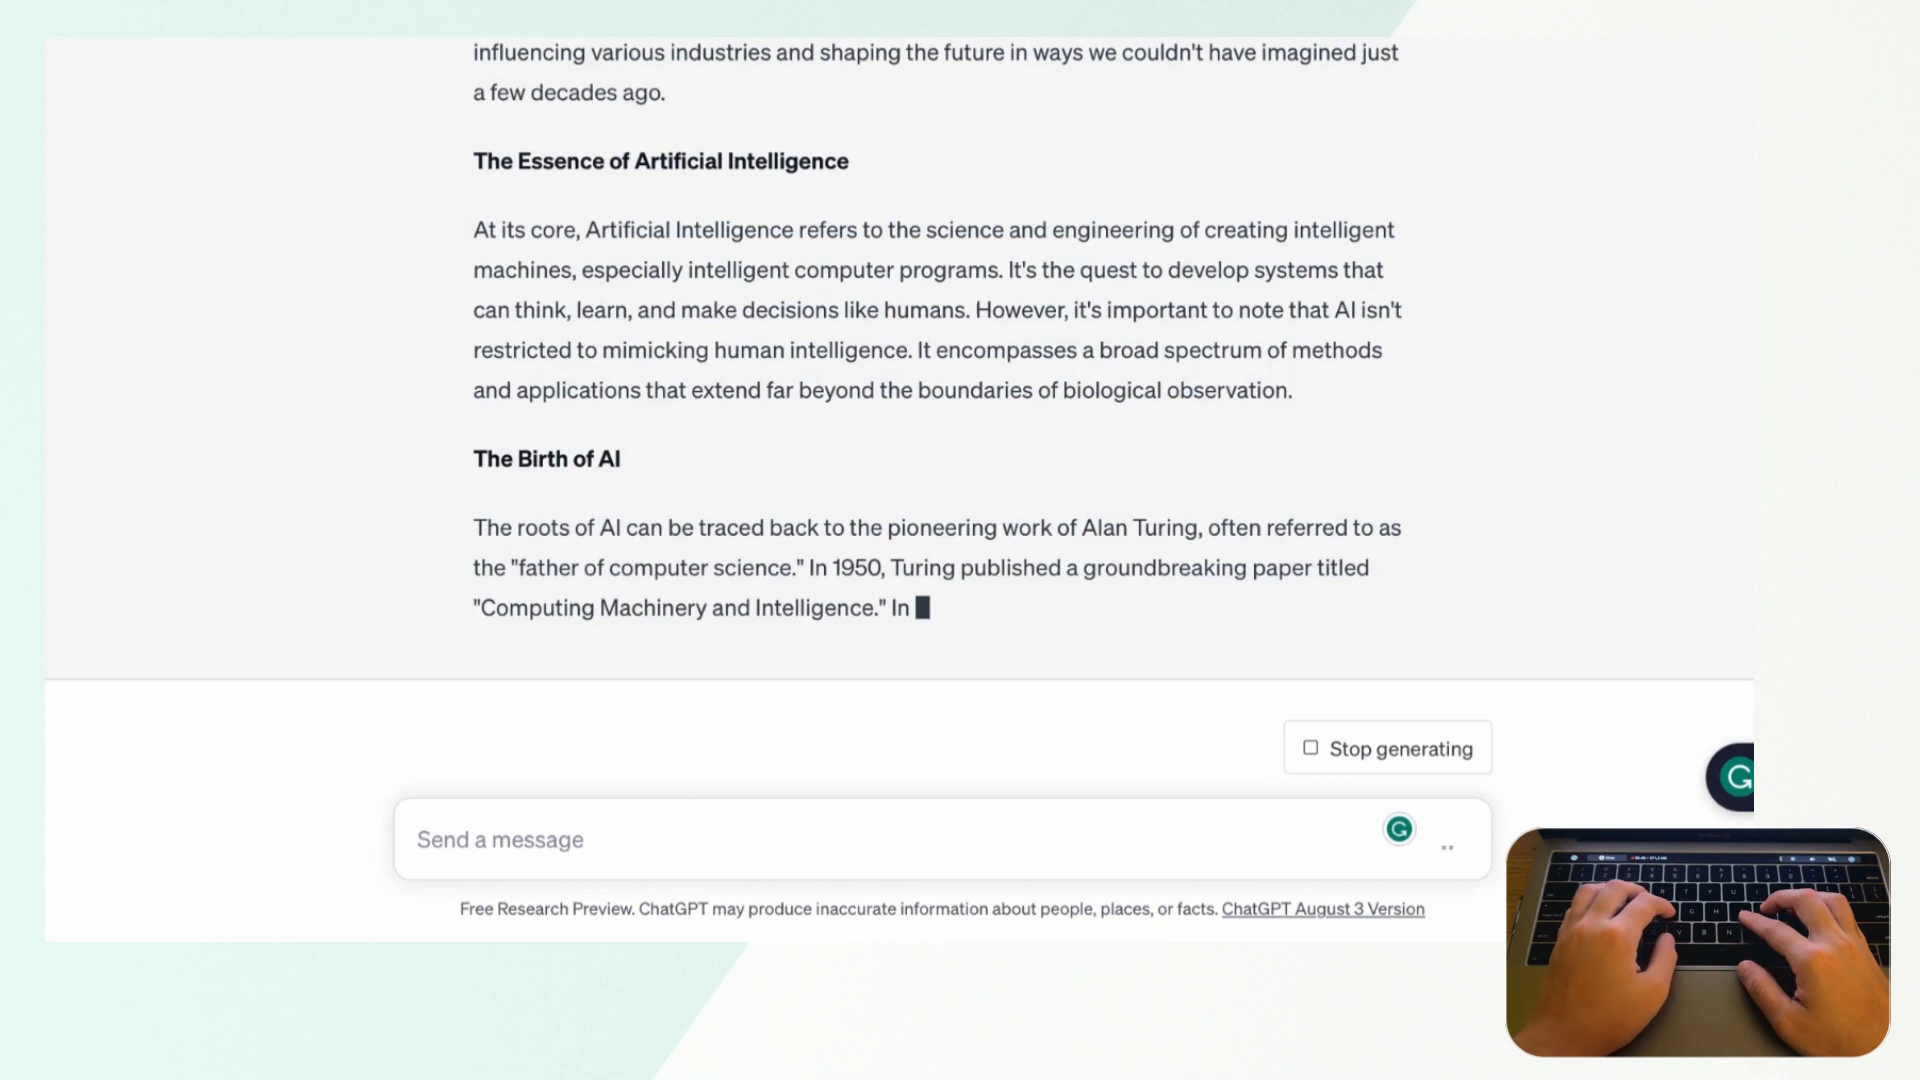 influencing various industries and shaping the future in ways we couldn't have imagined just
a few decades ago.
The Essence of Artificial Intelligence
At its core, Artificial Intelligence refers to the science and engineering of creating intelligent
machines, especially intelligent computer programs. It's the quest to develop systems that
can think, learn, and make decisions like humans. However, it's important to note that AI isn't
restricted to mimicking human intelligence. It encompasses a broad spectrum of methods
and applications that extend far beyond the boundaries of biological observation.
The Birth of AI
The roots of AI can be traced back to the pioneering work of Alan Turing, often referred to as
the "father of computer science." In 1950, Turing published a groundbreaking paper titled
"Computing Machinery and Intelligence." In
Stop generating
Send a message
Free Research Preview. ChatGPT may produce inaccurate information about people, places, or facts. ChatGPT August 3 Version